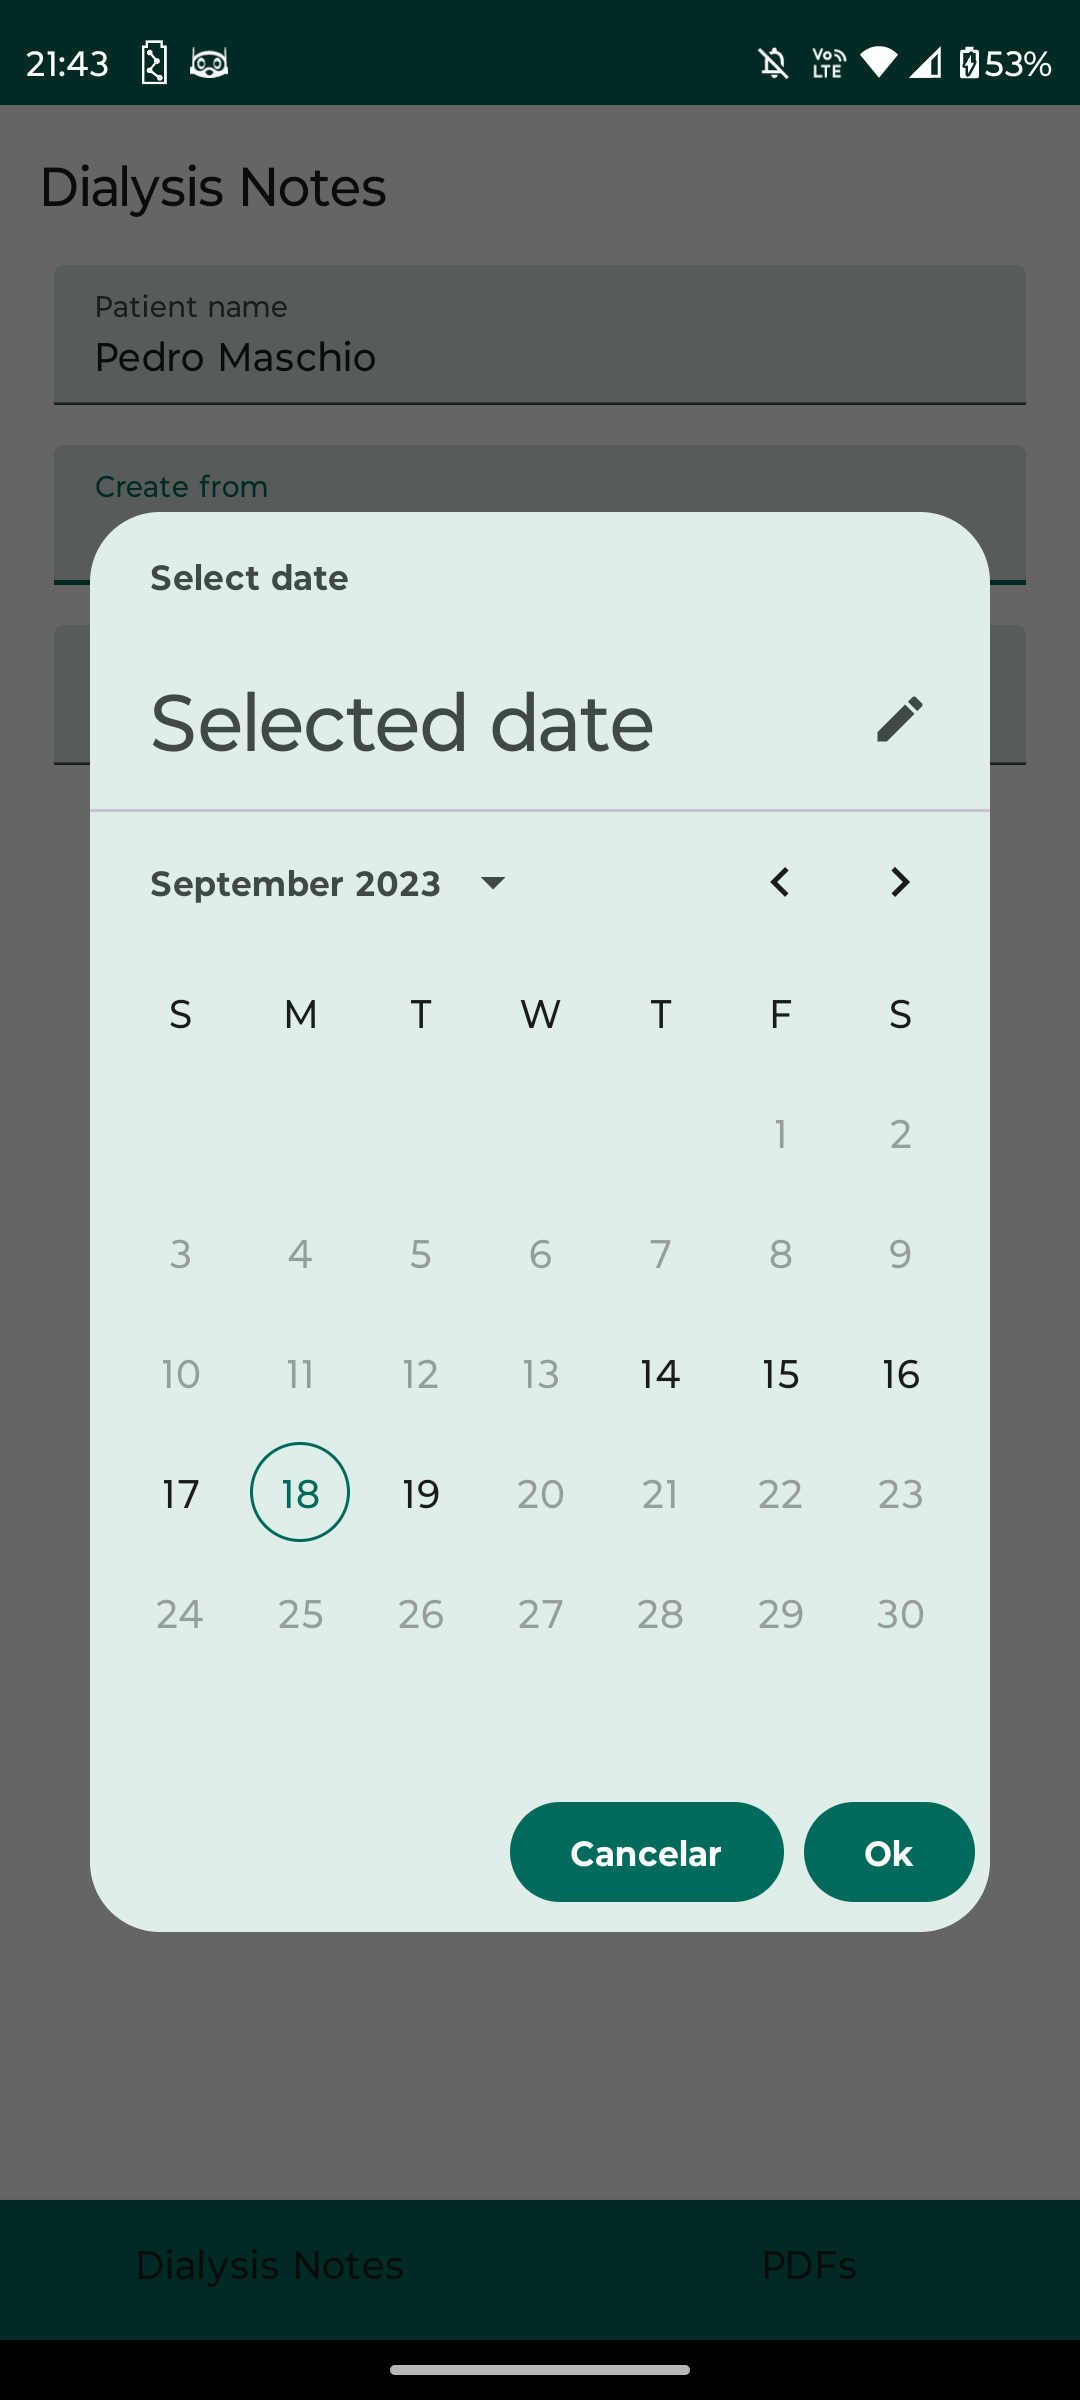 21:43 Vo LTE 53%
Dialysis Notes
Patient name
Pedro Maschio
Create from
Select date
Selected date
September 2023
S M T W T F S
1 2
3 4 5 6 7 8 9
10 11 12 13 14 15 16
17 18 19 20 21 22 23
24 25 26 27 28 29 30
Cancelar Ok
Dialysis Notes PDFs